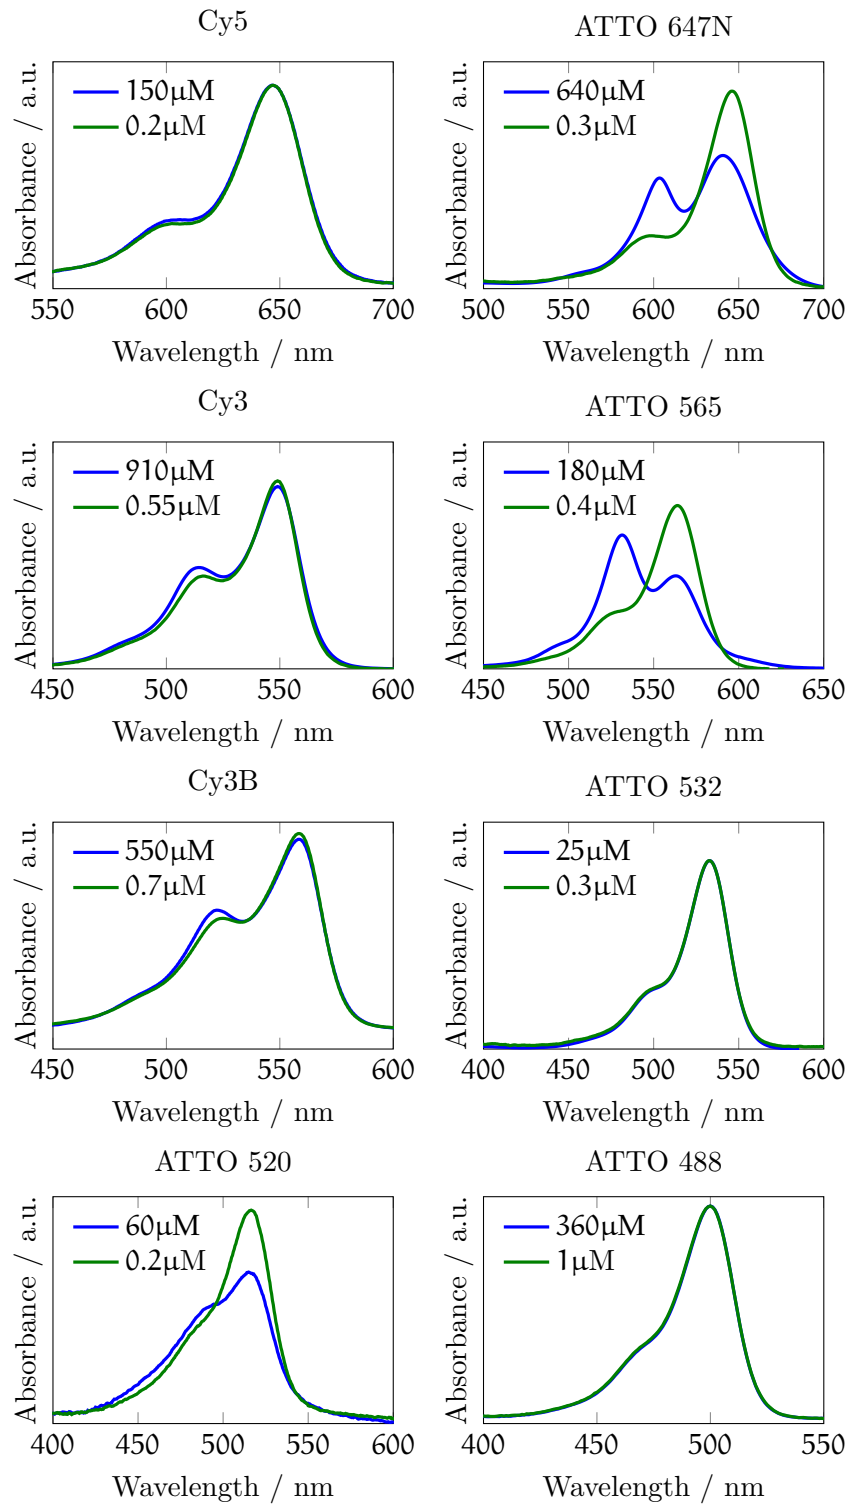 Cy5
Absorbance / a.u.
150µM
0.2µM
550 600 650 700
Wavelength / nm
ATTO 647N
Absorbance / a.u.
640µM
0.3µM
500 550 600 650 700
Wavelength / nm
Cy3
Absorbance / a.u.
910µM
0.55µM
450 500 550 600
Wavelength / nm
ATTO 565
Absorbance / a.u.
180µM
0.4µM
450 500 550 600 650
Wavelength / nm
Cy3B
Absorbance / a.u.
550µM
0.7µM
450 500 550 600
Wavelength / nm
ATTO 532
Absorbance / a.u.
25µM
0.3µM
400 450 500 550 600
Wavelength / nm
ATTO 520
Absorbance / a.u.
60µM
0.2µM
400 450 500 550 600
Wavelength / nm
ATTO 488
Absorbance / a.u.
360µM
1µM
400 450 500 550
Wavelength / nm